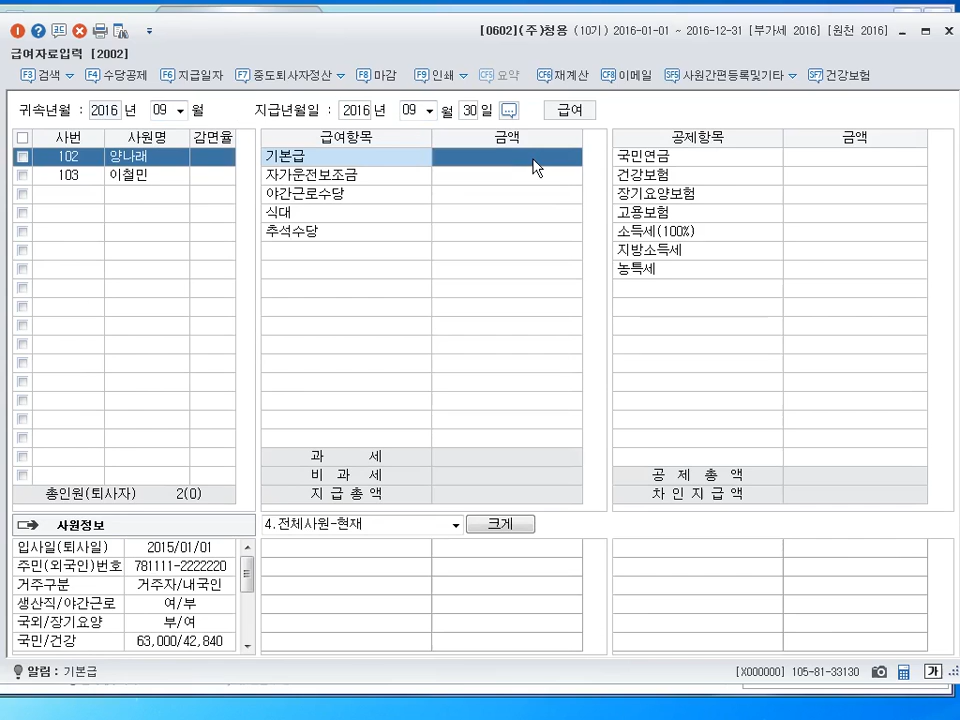 [0602](주)청용 (10기) 2016-01-01 ~ 2016-12-31 [부가세 2016] [원천 2016]
급여자료입력 [2002]
F3 검색 F4 수당공제 F6 지급일자 F7 중도퇴사자정산 F8 마감 F9 인쇄 CF5 요약 CF6 재계산 CF8 이메일 SF5 사원간편등록및기타 SF7 건강보험
귀속년월 : 2016 년 09 월 지급년월일 : 2016 년 09 월 30 일 급여
사번 사원명 감면율 급여항목 금액 공제항목 금액
102 양나래 기본급 국민연금
103 이철민 자가운전보조금 건강보험
야간근로수당 장기요양보험
식대 고용보험
추석수당 소득세(100%)
지방소득세
농특세
과 세
비 과 세 공 제 총 액
총인원(퇴사자) 2(0) 지 급 총 액 차 인 지 급 액
사원정보 4.전체사원-현재 크게
입사일(퇴사일) 2015/01/01
주민(외국인)번호 781111-2222220
거주구분 거주자/내국인
생산직/야간근로 여/부
국외/장기요양 부/여
국민/건강 63,000/42,840
알림 : 기본급 [X000000] 105-81-33130 가